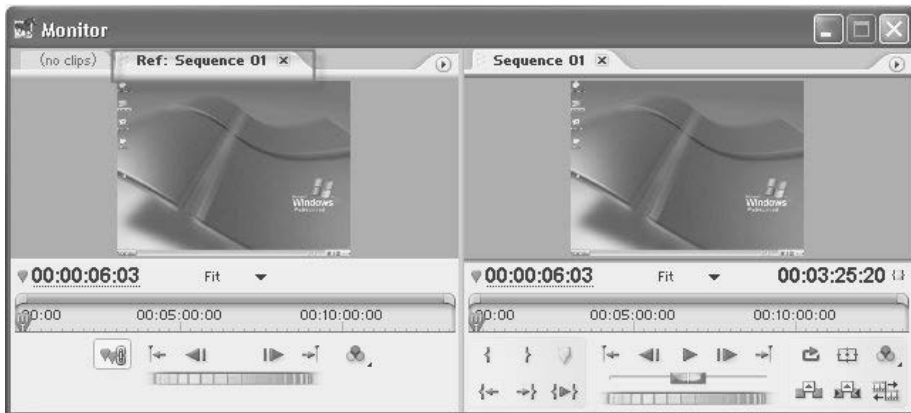 Monitor
(no clips) Ref: Sequence 01 ×
Sequence 01 ×
Windows
Professional
Windows
Professional
00:00:06:03 Fit
00:00:06:03 Fit 00:03:25:20
00:00 00:05:00:00 00:10:00:00
00:00 00:05:00:00 00:10:00:00